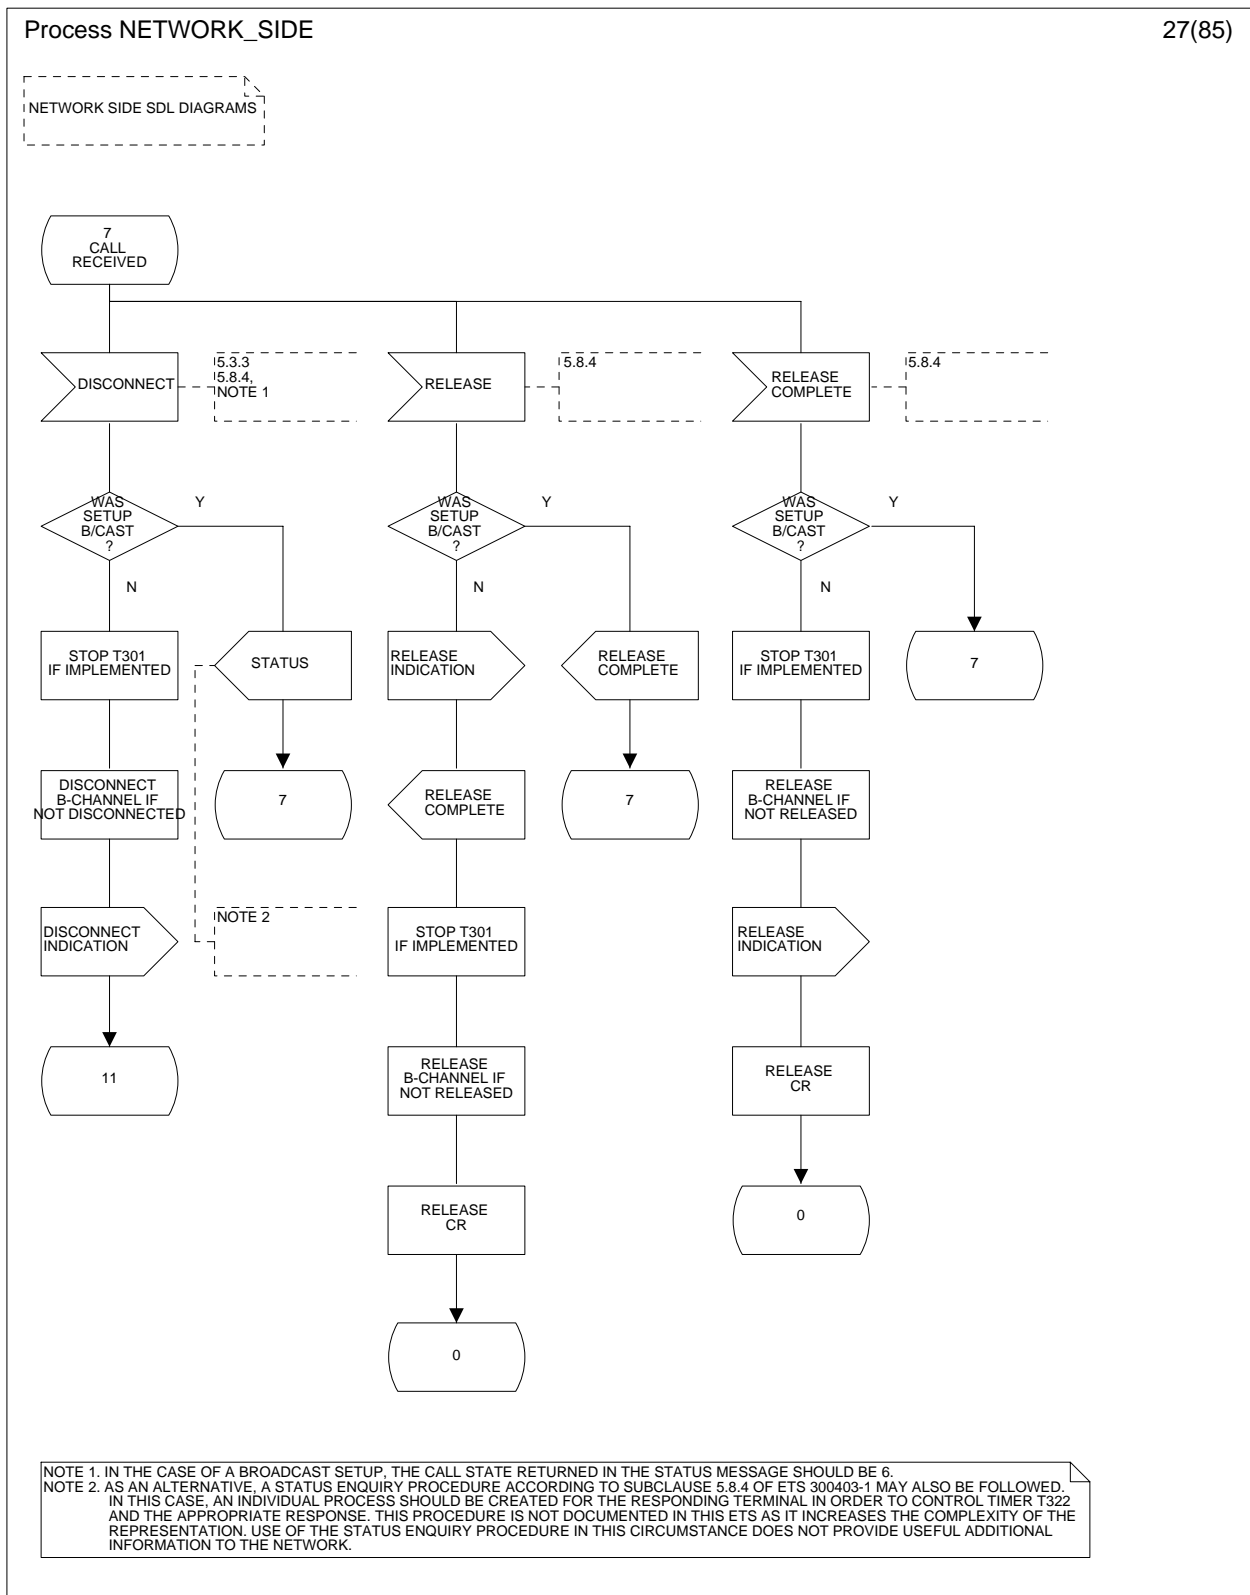 Process NETWORK_SIDE
27(85)
NETWORK SIDE SDL DIAGRAMS
7
CALL
RECEIVED
DISCONNECT
5.3.3
5.8.4,
NOTE 1
RELEASE
5.8.4
RELEASE
COMPLETE
5.8.4
WAS
SETUP
B/CAST
?
Y
N
WAS
SETUP
B/CAST
?
Y
N
WAS
SETUP
B/CAST
?
Y
N
STOP T301
IF IMPLEMENTED
STATUS
RELEASE
INDICATION
RELEASE
COMPLETE
STOP T301
IF IMPLEMENTED
7
DISCONNECT
B-CHANNEL IF
NOT DISCONNECTED
7
RELEASE
COMPLETE
7
RELEASE
B-CHANNEL IF
NOT RELEASED
DISCONNECT
INDICATION
NOTE 2
STOP T301
IF IMPLEMENTED
RELEASE
INDICATION
11
RELEASE
B-CHANNEL IF
NOT RELEASED
RELEASE
CR
RELEASE
CR
0
0
NOTE 1. IN THE CASE OF A BROADCAST SETUP, THE CALL STATE RETURNED IN THE STATUS MESSAGE SHOULD BE 6.
NOTE 2. AS AN ALTERNATIVE, A STATUS ENQUIRY PROCEDURE ACCORDING TO SUBCLAUSE 5.8.4 OF ETS 300403-1 MAY ALSO BE FOLLOWED.
IN THIS CASE, AN INDIVIDUAL PROCESS SHOULD BE CREATED FOR THE RESPONDING TERMINAL IN ORDER TO CONTROL TIMER T322
AND THE APPROPRIATE RESPONSE. THIS PROCEDURE IS NOT DOCUMENTED IN THIS ETS AS IT INCREASES THE COMPLEXITY OF THE
REPRESENTATION. USE OF THE STATUS ENQUIRY PROCEDURE IN THIS CIRCUMSTANCE DOES NOT PROVIDE USEFUL ADDITIONAL
INFORMATION TO THE NETWORK.